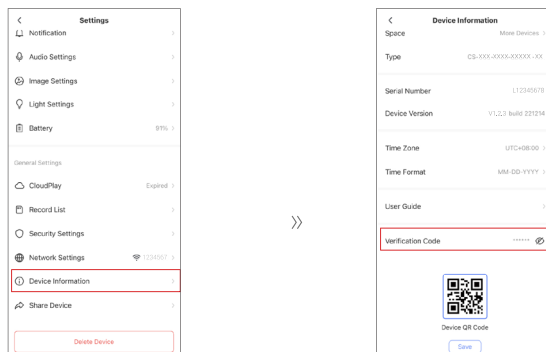 Settings
Notification
Audio Settings
Image Settings
Light Settings
Battery 91%
General Settings
CloudPlay Expired
Record List
Security Settings
Network Settings 1234567
Device Information
Share Device
Delete Device
Device Information
Space More Devices
Type CS-XXX-XXXX-XXXXX-XX
Serial Number L12345678
Device Version V1.2.3 build 221214
Time Zone UTC+08:00
Time Format MM-DD-YYYY
User Guide
Verification Code ******
Device QR Code
Save